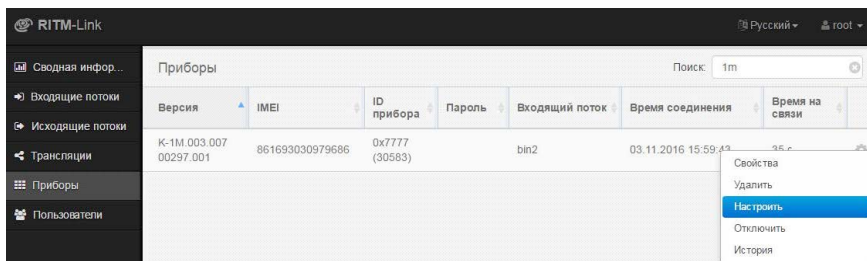 RITM-Link
Русский
root
Сводная инфор...
Входящие потоки
Исходящие потоки
Трансляции
Приборы
Пользователи
Приборы
Поиск: 1m
Версия IMEI ID прибора Пароль Входящий поток Время соединения Время на связи
K-1M.003.007 00297.001 861693030979686 0x7777 (30583) bin2 03.11.2016 15:59:43 35 с
Свойства
Удалить
Настроить
Отключить
История